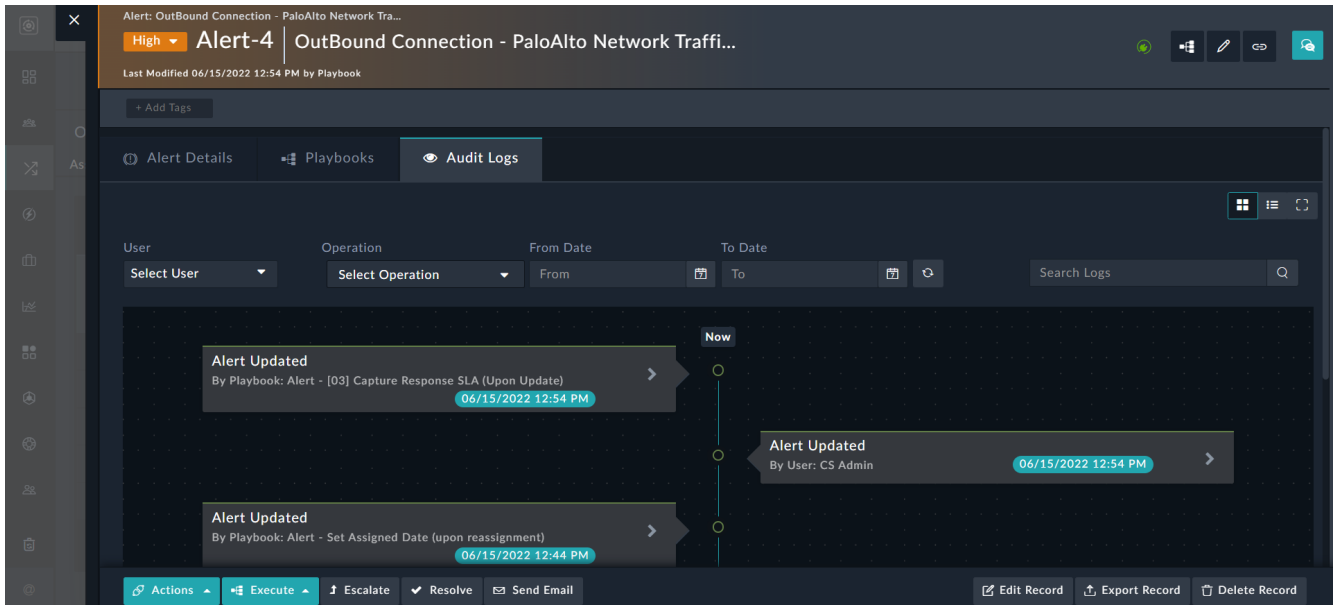 Alert: OutBound Connection - PaloAlto Network Tra...
High Alert-4 OutBound Connection - PaloAlto Network Traffi...
Last Modified 06/15/2022 12:54 PM by Playbook
+ Add Tags
O
As
Alert Details Playbooks Audit Logs
User Operation From Date To Date
Select User Select Operation From To Search Logs
Now
Alert Updated
By Playbook: Alert - [03] Capture Response SLA (Upon Update)
06/15/2022 12:54 PM
Alert Updated
By User: CS Admin 06/15/2022 12:54 PM
Alert Updated
By Playbook: Alert - Set Assigned Date (upon reassignment)
06/15/2022 12:44 PM
Actions Execute Escalate Resolve Send Email Edit Record Export Record Delete Record